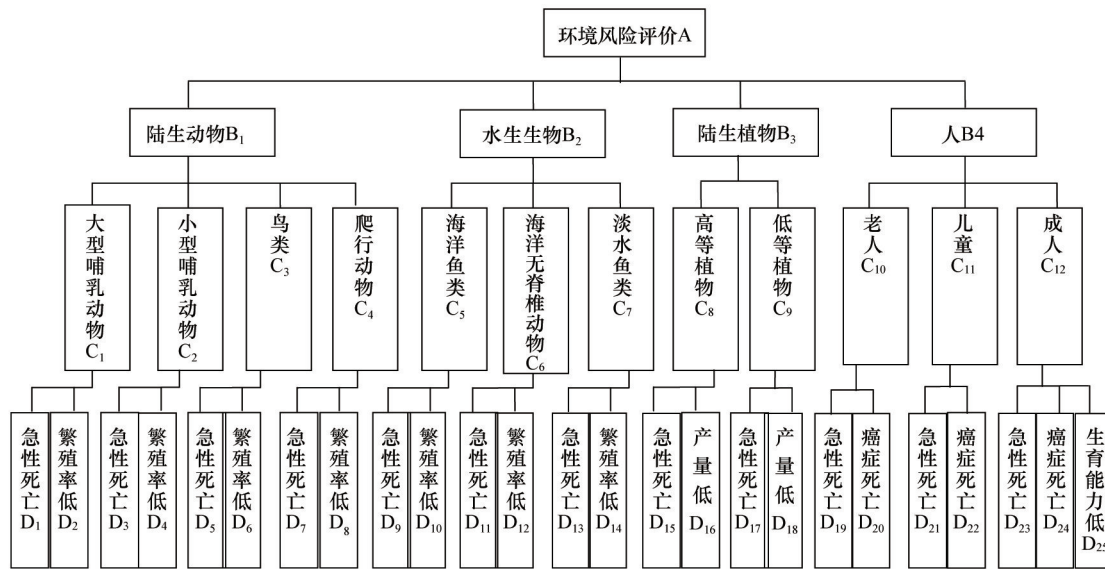 环境风险评价A
陆生动物B₁
水生生物B₂
陆生植物B₃
人B4
大型哺乳动物C₁
小型哺乳动物C₂
鸟类C₃
爬行动物C₄
海洋鱼类C₅
海洋无脊椎动物C₆
淡水鱼类C₇
高等植物C₈
低等植物C₉
老人C₁₀
儿童C₁₁
成人C₁₂
急性死亡D₁
繁殖率低D₂
急性死亡D₃
繁殖率低D₄
急性死亡D₅
繁殖率低D₆
急性死亡D₇
繁殖率低D₈
急性死亡D₉
繁殖率低D₁₀
急性死亡D₁₁
繁殖率低D₁₂
急性死亡D₁₃
繁殖率低D₁₄
急性死亡D₁₅
产量低D₁₆
急性死亡D₁₇
产量低D₁₈
急性死亡D₁₉
癌症死亡D₂₀
急性死亡D₂₁
癌症死亡D₂₂
急性死亡D₂₃
癌症死亡D₂₄
生育能力低D₂₅